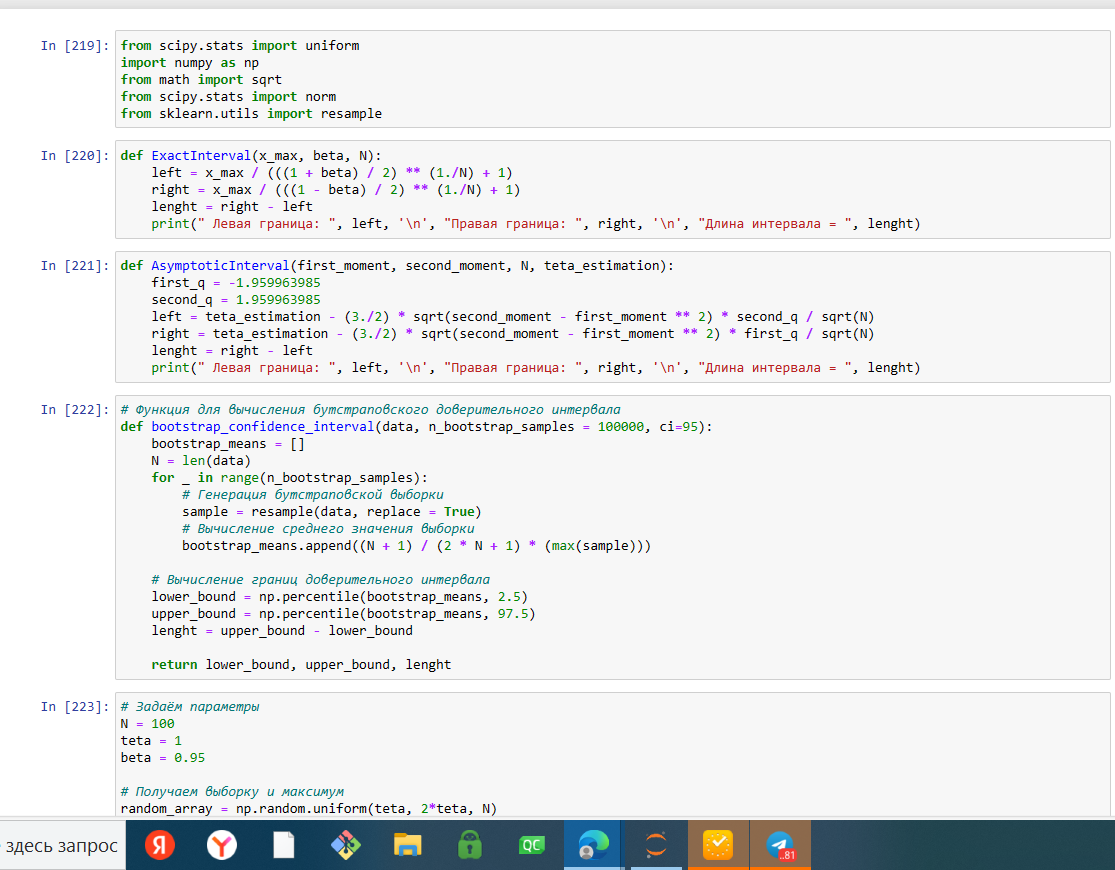 In [219]: from scipy.stats import uniform
import numpy as np
from math import sqrt
from scipy.stats import norm
from sklearn.utils import resample
In [220]: def ExactInterval(x_max, beta, N):
    left = x_max / (((1 + beta) / 2) ** (1./N) + 1)
    right = x_max / (((1 - beta) / 2) ** (1./N) + 1)
    lenght = right - left
    print(" Левая граница: ", left, '\n', "Правая граница: ", right, '\n', "Длина интервала = ", lenght)
In [221]: def AsymptoticInterval(first_moment, second_moment, N, teta_estimation):
    first_q = -1.959963985
    second_q = 1.959963985
    left = teta_estimation - (3./2) * sqrt(second_moment - first_moment ** 2) * second_q / sqrt(N)
    right = teta_estimation - (3./2) * sqrt(second_moment - first_moment ** 2) * first_q / sqrt(N)
    lenght = right - left
    print(" Левая граница: ", left, '\n', "Правая граница: ", right, '\n', "Длина интервала = ", lenght)
In [222]: # Функция для вычисления бутстраповского доверительного интервала
def bootstrap_confidence_interval(data, n_bootstrap_samples = 100000, ci=95):
    bootstrap_means = []
    N = len(data)
    for _ in range(n_bootstrap_samples):
        # Генерация бутстраповской выборки
        sample = resample(data, replace = True)
        # Вычисление среднего значения выборки
        bootstrap_means.append((N + 1) / (2 * N + 1) * (max(sample)))
    # Вычисление границ доверительного интервала
    lower_bound = np.percentile(bootstrap_means, 2.5)
    upper_bound = np.percentile(bootstrap_means, 97.5)
    lenght = upper_bound - lower_bound
    return lower_bound, upper_bound, lenght
In [223]: # Задаём параметры
N = 100
teta = 1
beta = 0.95
# Получаем выборку и максимум
random_array = np.random.uniform(teta, 2*teta, N)
здесь запрос
Я
Y
QC
..81